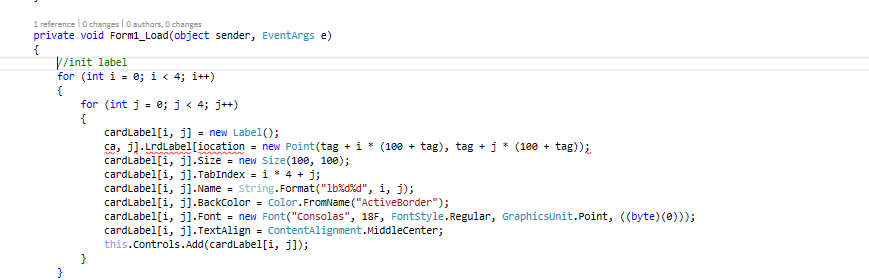 1 reference | 0 changes | 0 authors, 0 changes
private void Form1_Load(object sender, EventArgs e)
{
//init label
for (int i = 0; i < 4; i++)
{
for (int j = 0; j < 4; j++)
{
cardLabel[i, j] = new Label();
ca, j].LrdLabel[iocation = new Point(tag + i * (100 + tag), tag + j * (100 + tag));
cardLabel[i, j].Size = new Size(100, 100);
cardLabel[i, j].TabIndex = i * 4 + j;
cardLabel[i, j].Name = String.Format("lb%d%d", i, j);
cardLabel[i, j].BackColor = Color.FromName("ActiveBorder");
cardLabel[i, j].Font = new Font("Consolas", 18F, FontStyle.Regular, GraphicsUnit.Point, ((byte)(0)));
cardLabel[i, j].TextAlign = ContentAlignment.MiddleCenter;
this.Controls.Add(cardLabel[i, j]);
}
}